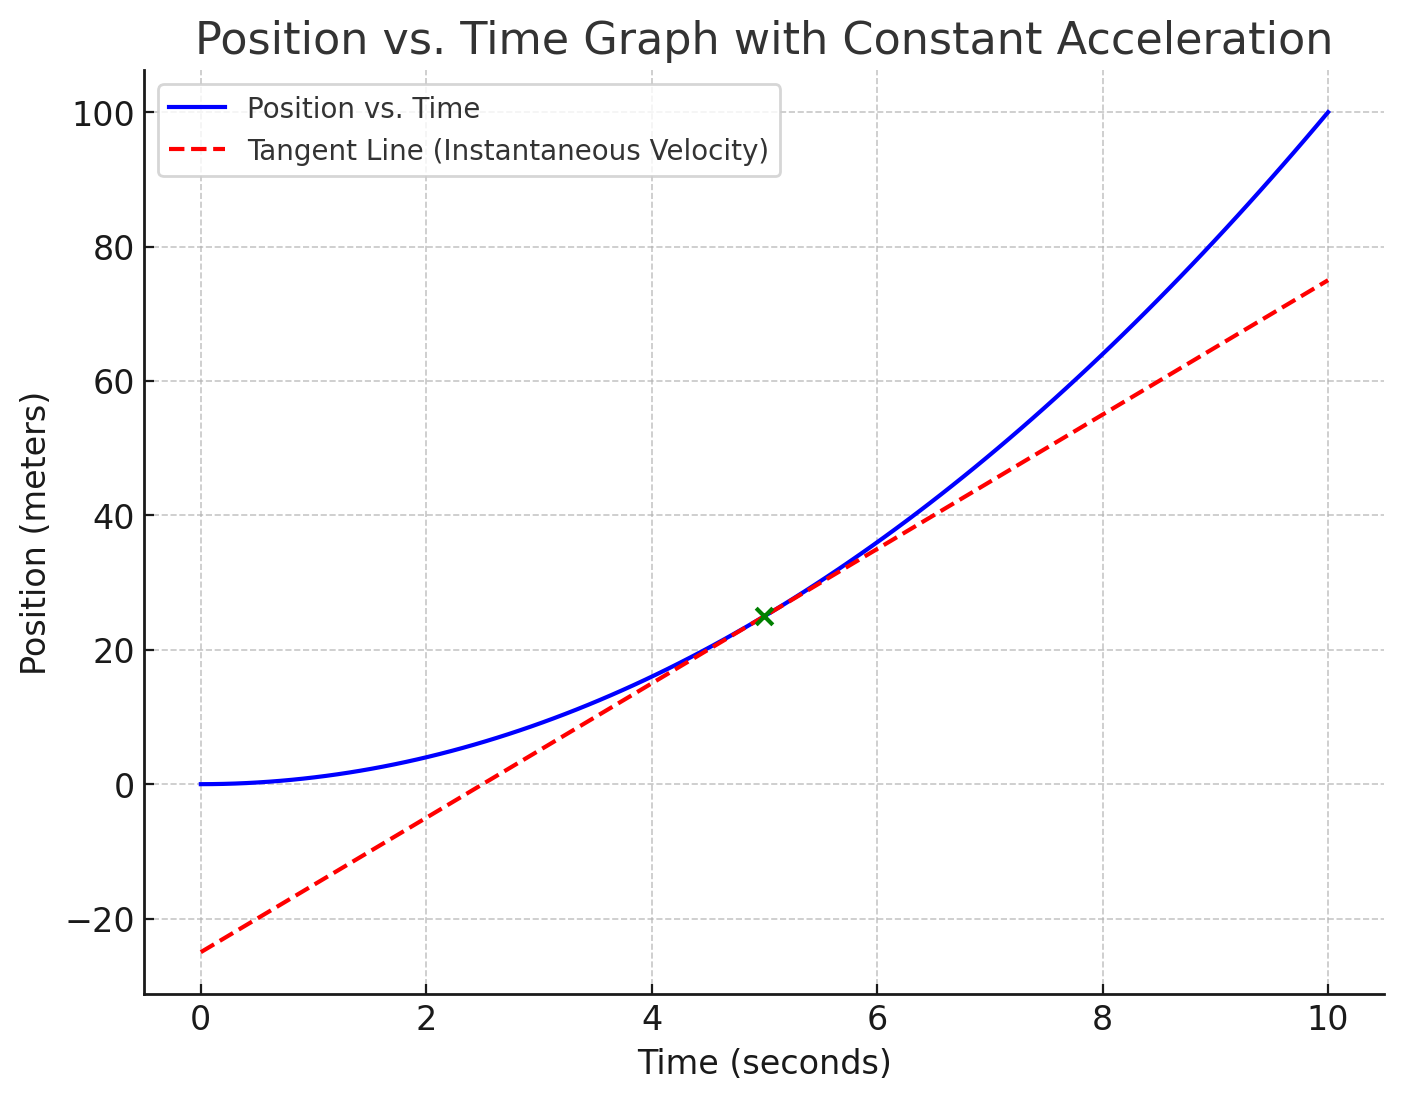 Position vs. Time Graph with Constant Acceleration
Position vs. Time
Tangent Line (Instantaneous Velocity)
100
80
60
40
20
0
−20
Position (meters)
0 2 4 6 8 10
Time (seconds)